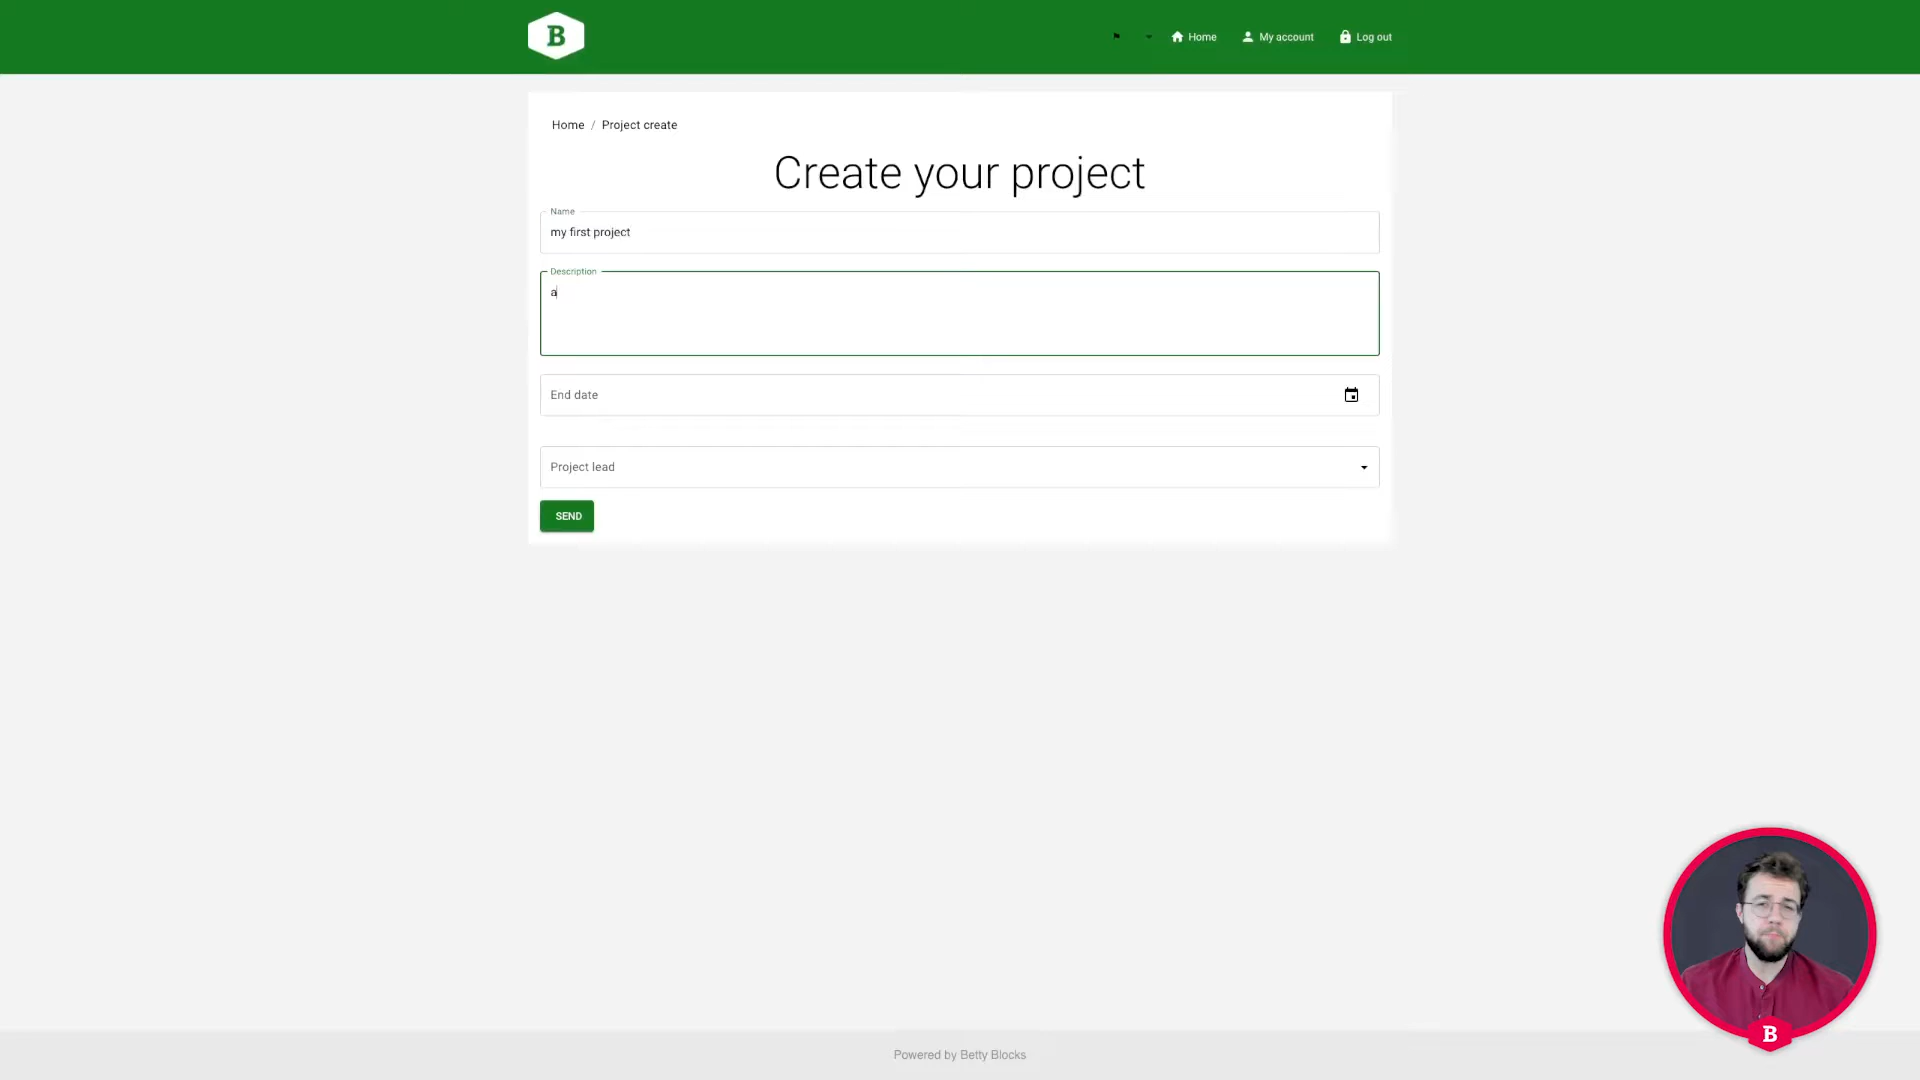 B
Home
My account
Log out
Home / Project create
Create your project
Name
my first project
Description
a
End date
Project lead
SEND
B
Powered by Betty Blocks